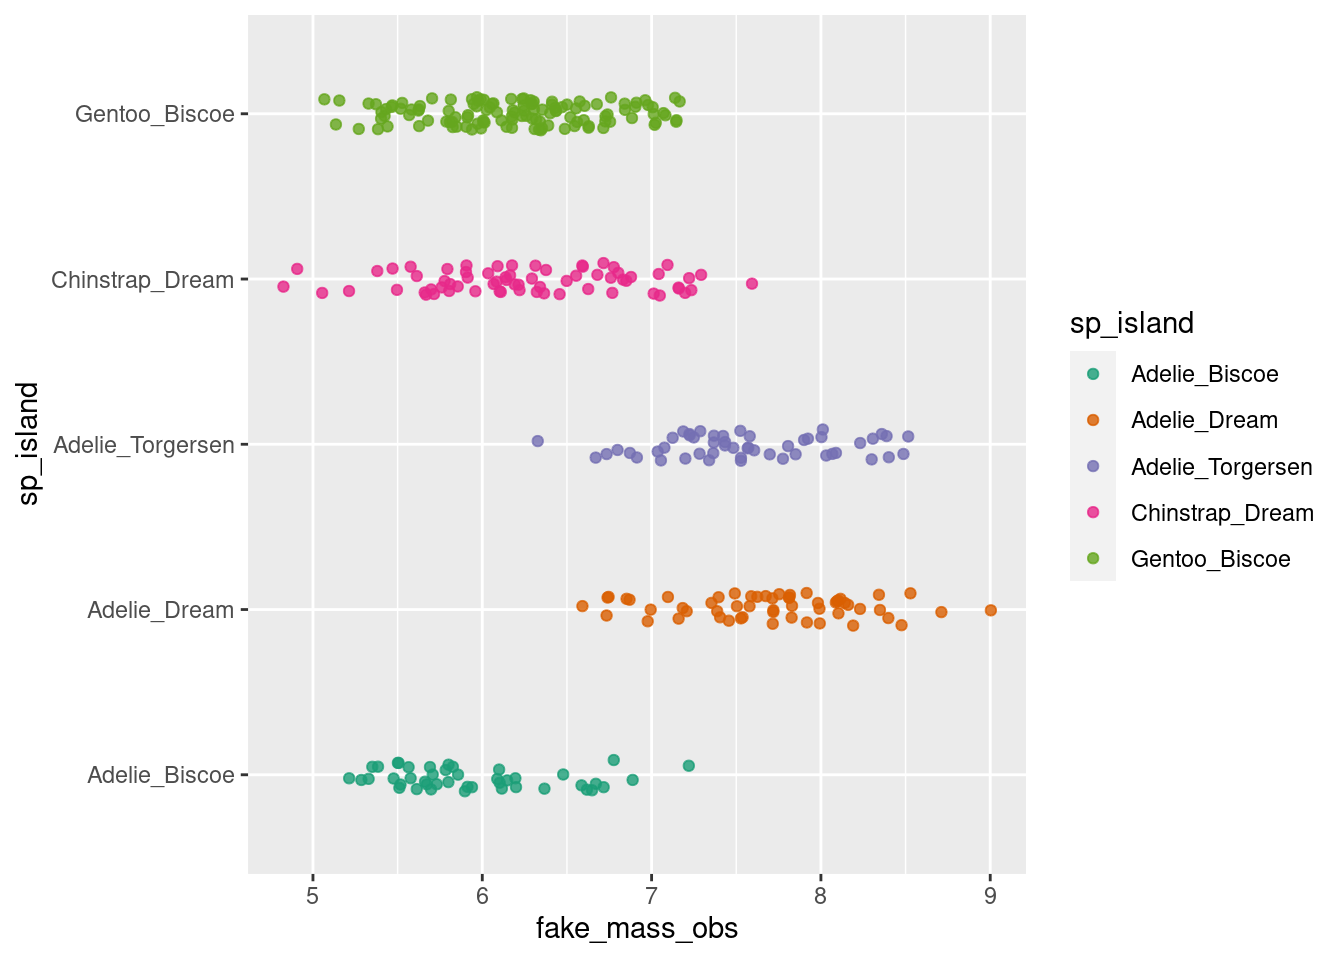 Gentoo_Biscoe
Chinstrap_Dream
Adelie_Torgersen
Adelie_Dream
Adelie_Biscoe
sp_island
5 6 7 8 9
fake_mass_obs
sp_island
Adelie_Biscoe
Adelie_Dream
Adelie_Torgersen
Chinstrap_Dream
Gentoo_Biscoe